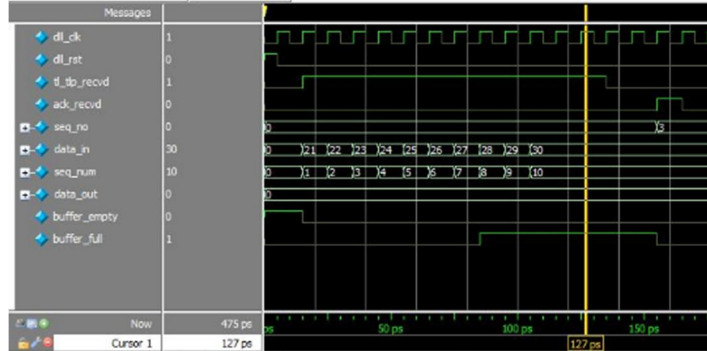 Messages
dll_clk 1
dll_rst 0
tl_tlp_recvd 1
ack_recvd 0
seq_no 0 0 3
data_in 30 0 21 22 23 24 25 26 27 28 29 30
seq_num 10 0 1 2 3 4 5 6 7 8 9 10
data_out 0 0
buffer_empty 0
buffer_full 1
Now 475 ps ps 50 ps 100 ps 150 ps
Cursor 1 127 ps 127 ps